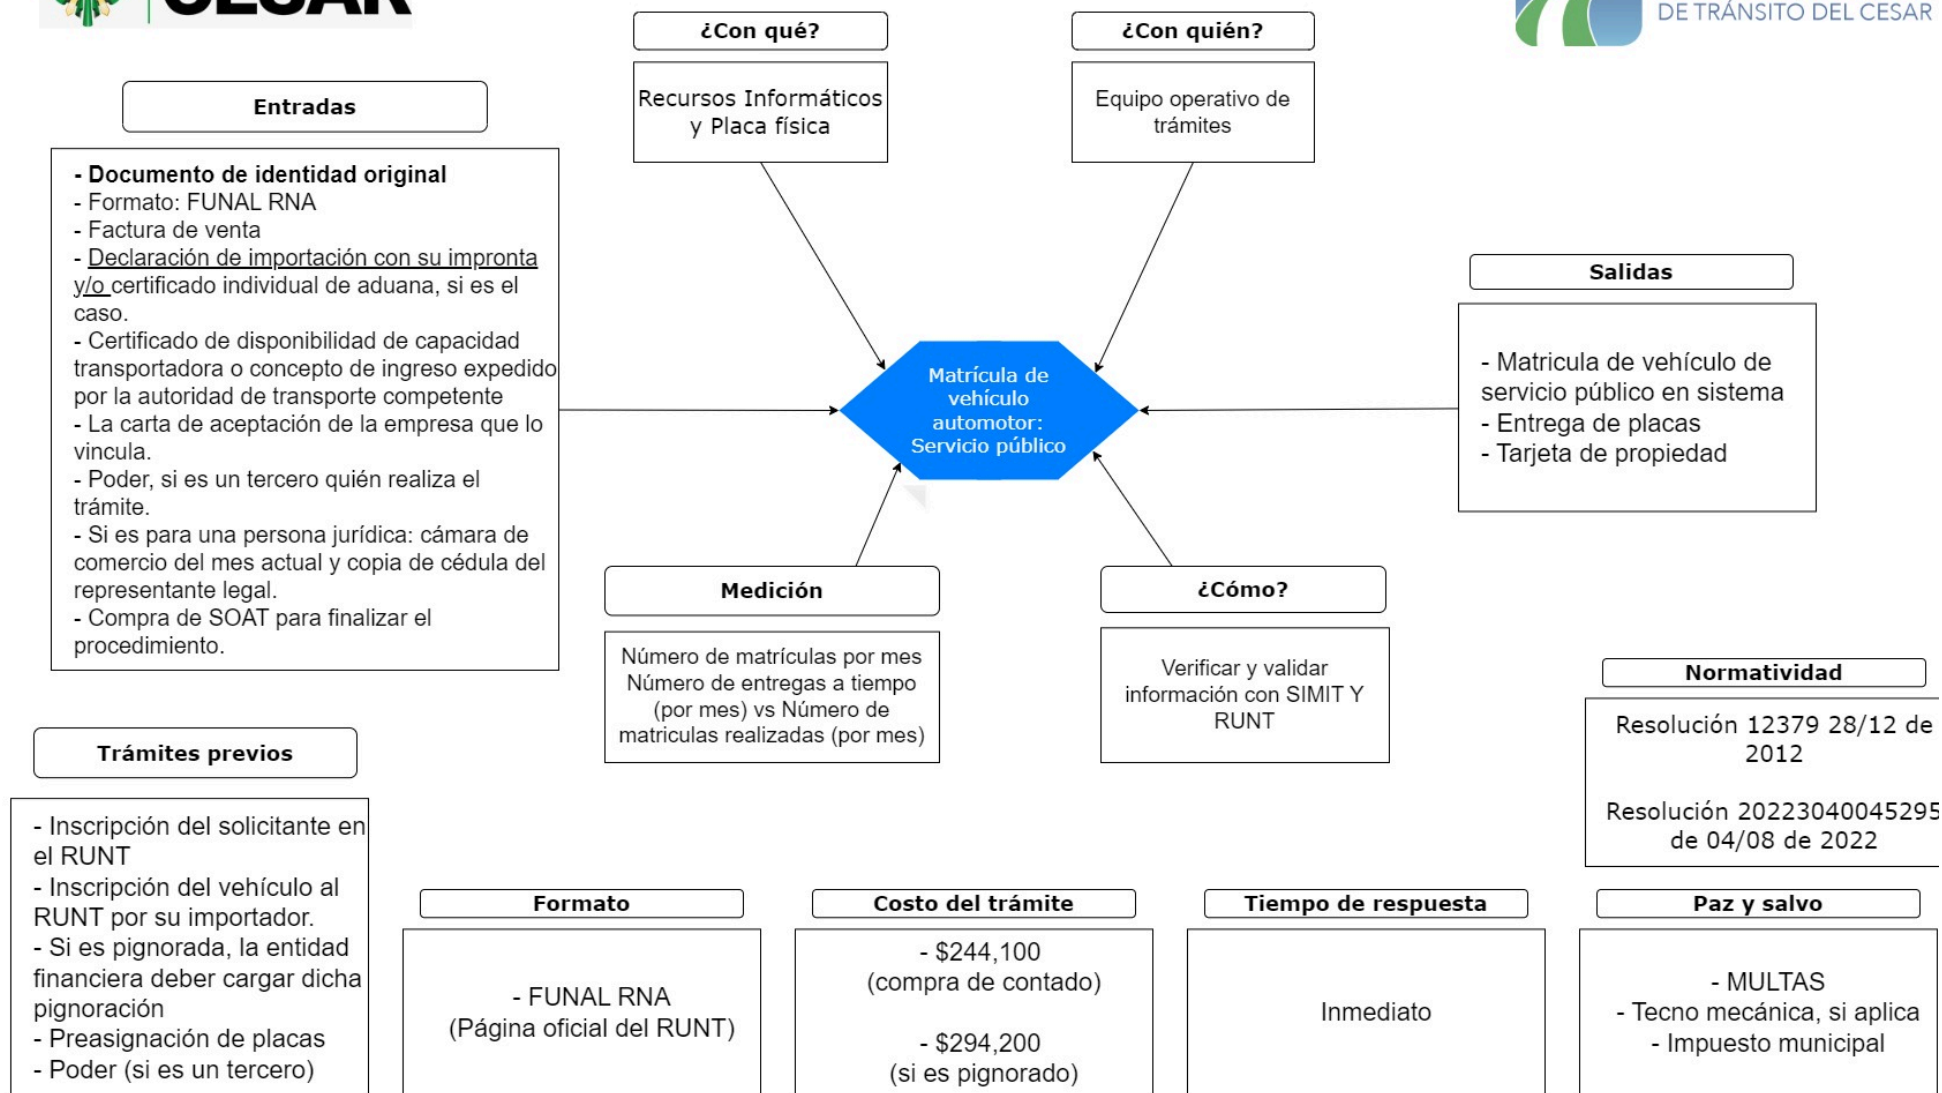 CESAR
DE TRÁNSITO DEL CESAR
¿Con qué?
Recursos Informáticos
y Placa física
¿Con quién?
Equipo operativo de
trámites
Entradas
- Documento de identidad original
- Formato: FUNAL RNA
- Factura de venta
- Declaración de importación con su impronta
y/o certificado individual de aduana, si es el
caso.
- Certificado de disponibilidad de capacidad
transportadora o concepto de ingreso expedido
por la autoridad de transporte competente
- La carta de aceptación de la empresa que lo
vincula.
- Poder, si es un tercero quién realiza el
trámite.
- Si es para una persona jurídica: cámara de
comercio del mes actual y copia de cédula del
representante legal.
- Compra de SOAT para finalizar el
procedimiento.
Matrícula de
vehículo
automotor:
Servicio público
Salidas
- Matricula de vehículo de
servicio público en sistema
- Entrega de placas
- Tarjeta de propiedad
Medición
Número de matrículas por mes
Número de entregas a tiempo
(por mes) vs Número de
matriculas realizadas (por mes)
¿Cómo?
Verificar y validar
información con SIMIT Y
RUNT
Normatividad
Resolución 12379 28/12 de
2012
Resolución 20223040045295
de 04/08 de 2022
Trámites previos
- Inscripción del solicitante en
el RUNT
- Inscripción del vehículo al
RUNT por su importador.
- Si es pignorada, la entidad
financiera deber cargar dicha
pignoración
- Preasignación de placas
- Poder (si es un tercero)
Formato
- FUNAL RNA
(Página oficial del RUNT)
Costo del trámite
- $244,100
(compra de contado)
- $294,200
(si es pignorado)
Tiempo de respuesta
Inmediato
Paz y salvo
- MULTAS
- Tecno mecánica, si aplica
- Impuesto municipal